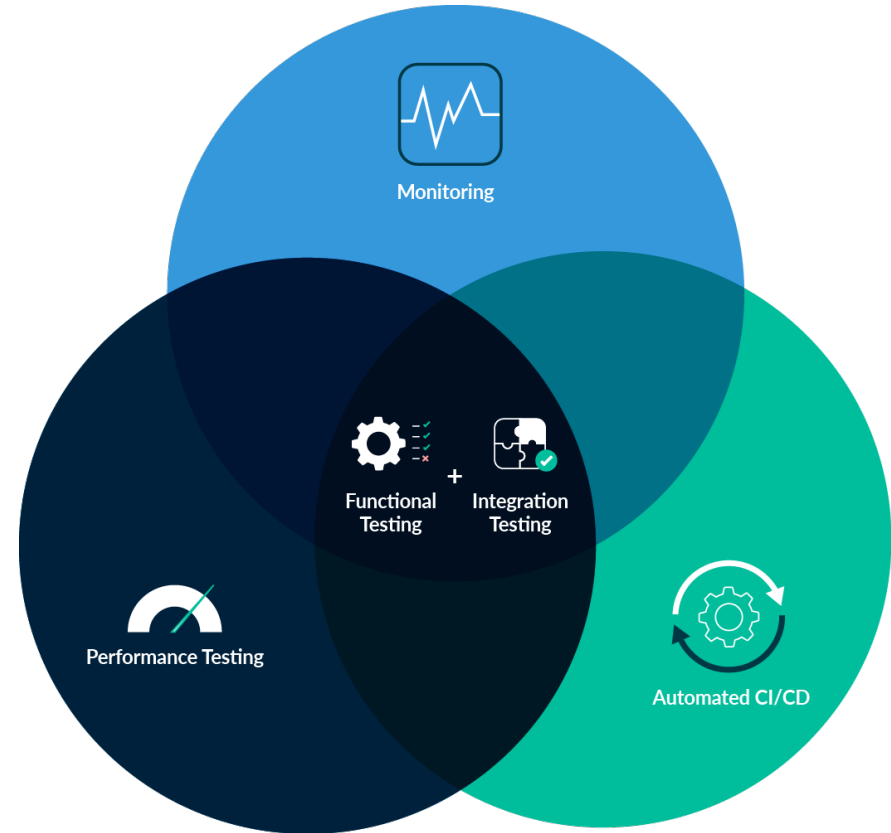 Monitoring
Functional
Testing
+
Integration
Testing
Performance Testing
Automated CI/CD